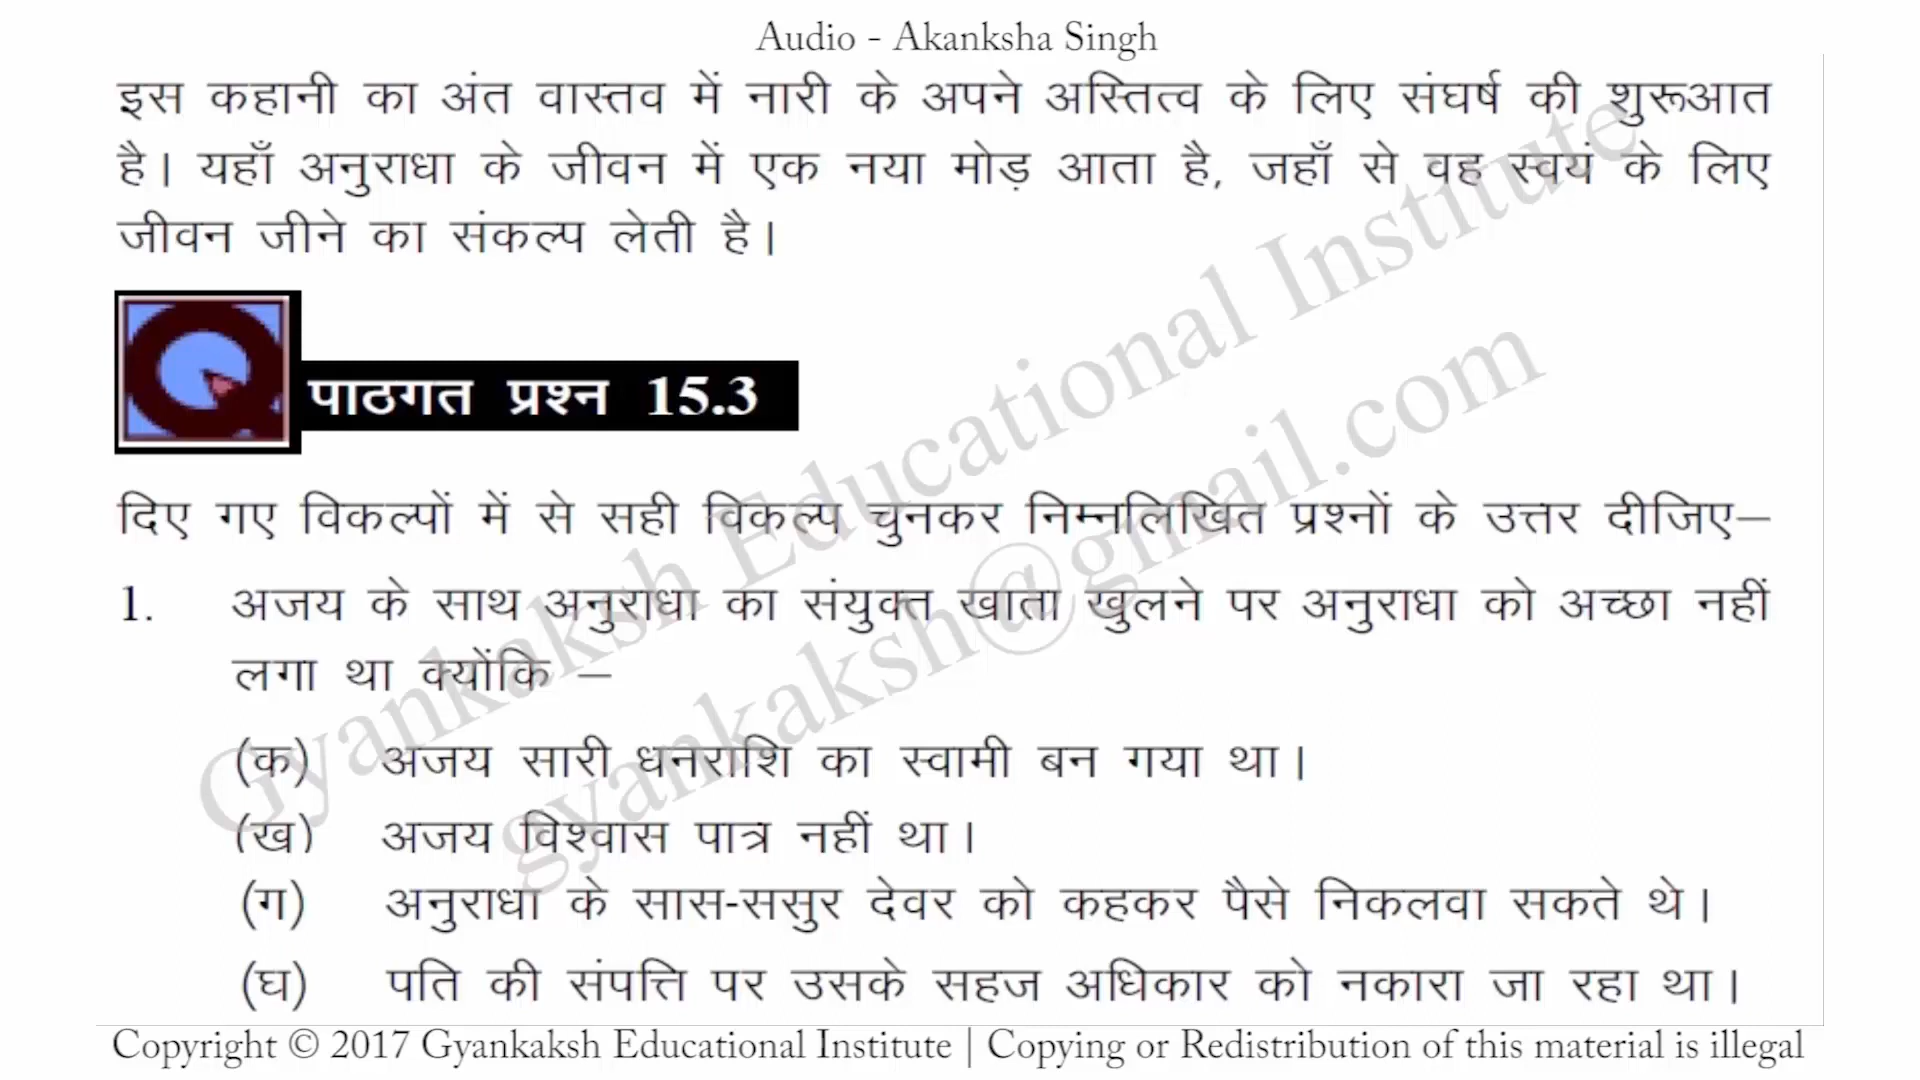 Audio - Akanksha Singh
इस कहानी का अंत वास्तव में नारी के अपने अस्तित्व के लिए संघर्ष की शुरूआत
है। यहाँ अनुराधा के जीवन में एक नया मोड़ आता है, जहाँ से वह स्वयं के लिए
जीवन जीने का संकल्प लेती है।
पाठगत प्रश्न 15.3
दिए गए विकल्पों में से सही विकल्प चुनकर निम्नलिखित प्रश्नों के उत्तर दीजिए–
1. अजय के साथ अनुराधा का संयुक्त खाता खुलने पर अनुराधा को अच्छा नहीं
लगा था क्योंकि –
(क) अजय सारी धनराशि का स्वामी बन गया था।
(ख) अजय विश्वास पात्र नहीं था।
(ग) अनुराधा के सास-ससुर देवर को कहकर पैसे निकलवा सकते थे।
(घ) पति की संपत्ति पर उसके सहज अधिकार को नकारा जा रहा था।
Gyankaksh Educational Institute
gyankaksh@gmail.com
Copyright © 2017 Gyankaksh Educational Institute | Copying or Redistribution of this material is illegal